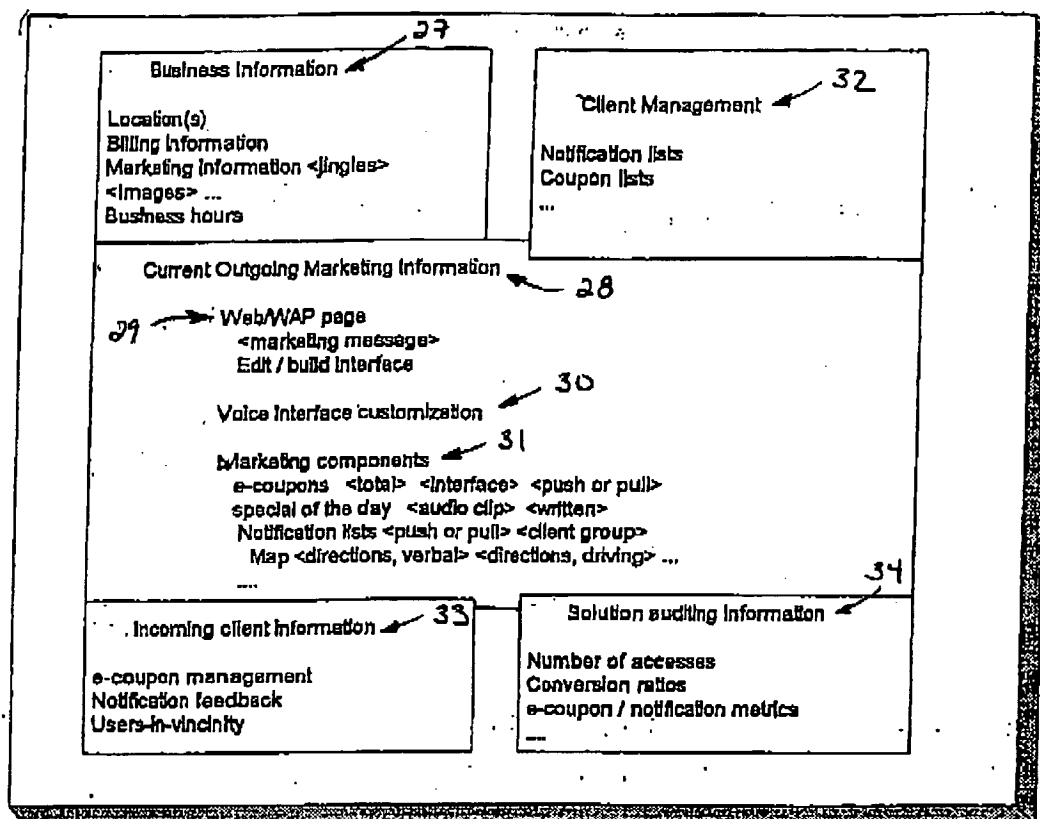 27
Business Information
Location(s)
Billing Information
Marketing Information <jingles>
<images> ...
Business hours
32
Client Management
Notification lists
Coupon lists
...
Current Outgoing Marketing Information
28
29
Web/WAP page
<marketing message>
Edit / build interface
30
Voice interface customization
31
Marketing components
e-coupons <total> <interface> <push or pull>
special of the day <audio clip> <written>
Notification lists <push or pull> <client group>
Map <directions, verbal> <directions, driving> ...
....
Incoming client information
33
e-coupon management
Notification feedback
Users-in-vincinity
34
Solution auditing information
Number of accesses
Conversion ratios
e-coupon / notification metrics
....